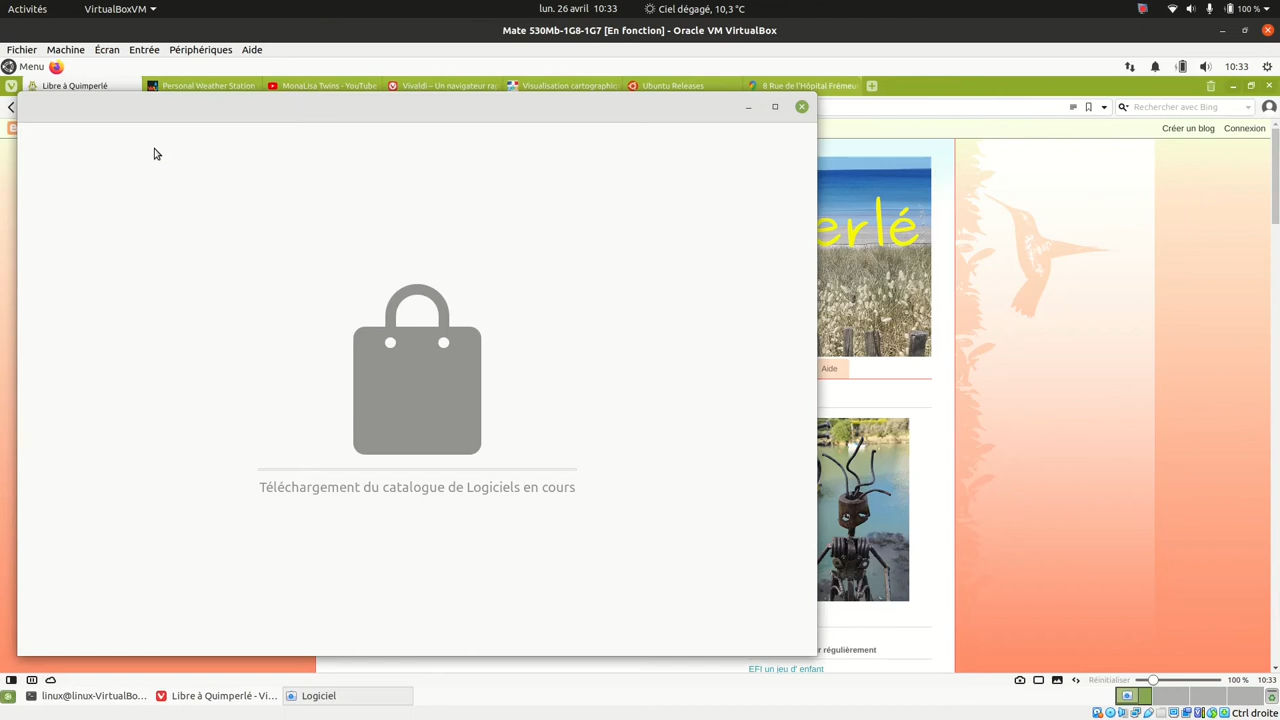 Activités
VirtualBoxVM
lun. 26 avril 10:33
Ciel dégagé, 10,3 °C
100 %
Mate 530Mb-1G8-1G7 [En fonction] - Oracle VM VirtualBox
Fichier Machine Écran Entrée Périphériques Aide
Menu
10:33
Libre à Quimperlé
Personal Weather Station
MonaLisa Twins - YouTube
Vivaldi – Un navigateur ra
Visualisation cartographi
Ubuntu Releases
8 Rue de l'Hôpital Frémeu
Rechercher avec Bing
Créer un blog Connexion
erlé
Aide
Téléchargement du catalogue de Logiciels en cours
r régulièrement
EFI un jeu d' enfant
Réinitialiser
100 %
10:33
linux@linux-VirtualBo...
Libre à Quimperlé - Vi...
Logiciel
Ctrl droite